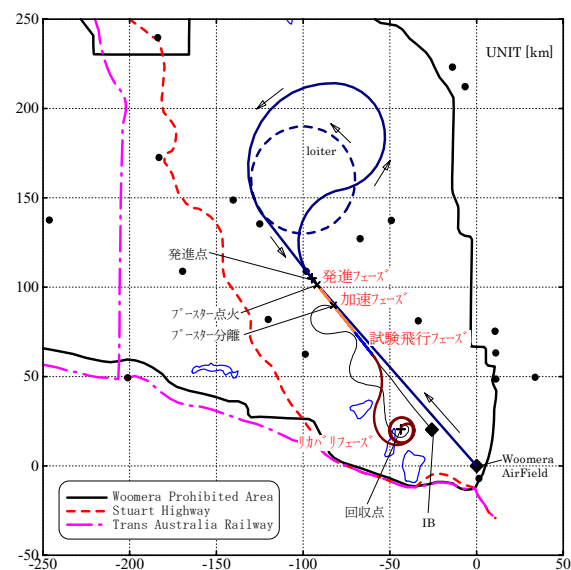 250
UNIT [km]
200
loiter
150
発進点
発進フェーズ
100
加速フェーズ
ブースター点火
ブースター分離
試験飛行フェーズ
50
リカバリフェーズ
Woomera
AirField
0
回収点
IB
Woomera Prohibited Area
Stuart Highway
Trans Australia Railway
-50
-250
-200
-150
-100
-50
0
50